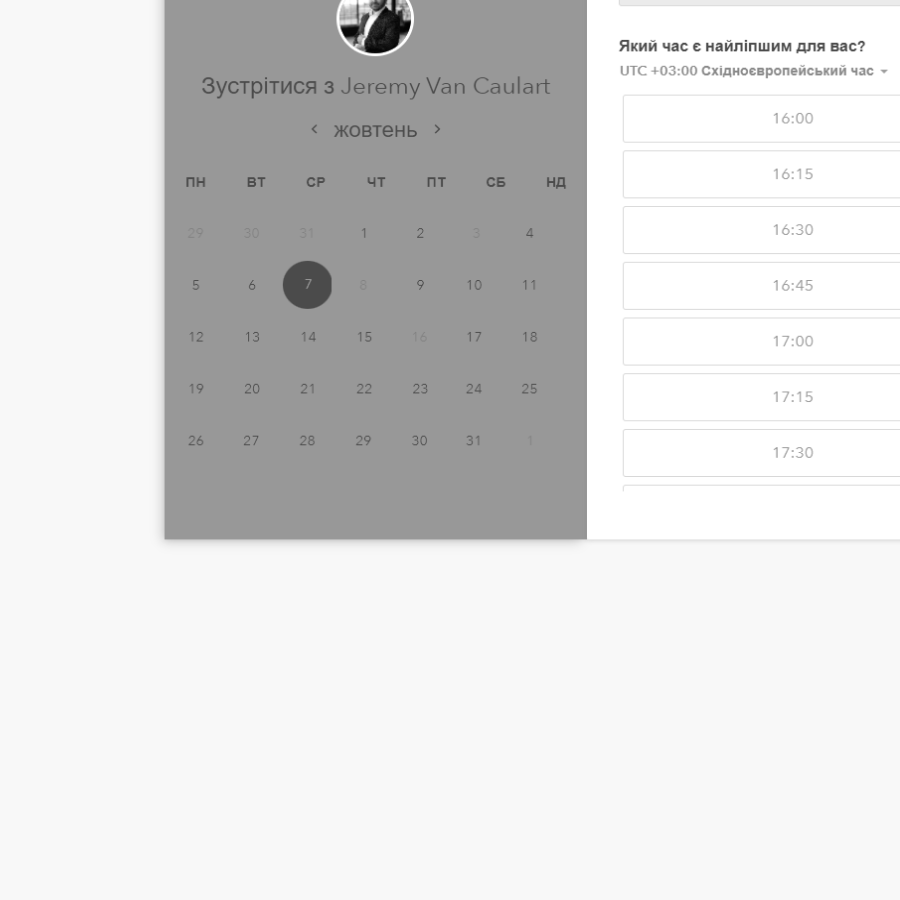 Зустрітися з Jeremy Van Caulart
жовтень
ПН ВТ СР ЧТ ПТ СБ НД
29 30 31 1 2 3 4
5 6 7 8 9 10 11
12 13 14 15 16 17 18
19 20 21 22 23 24 25
26 27 28 29 30 31 1
Який час є найліпшим для вас?
UTC +03:00 Східноєвропейський час
16:00
16:15
16:30
16:45
17:00
17:15
17:30